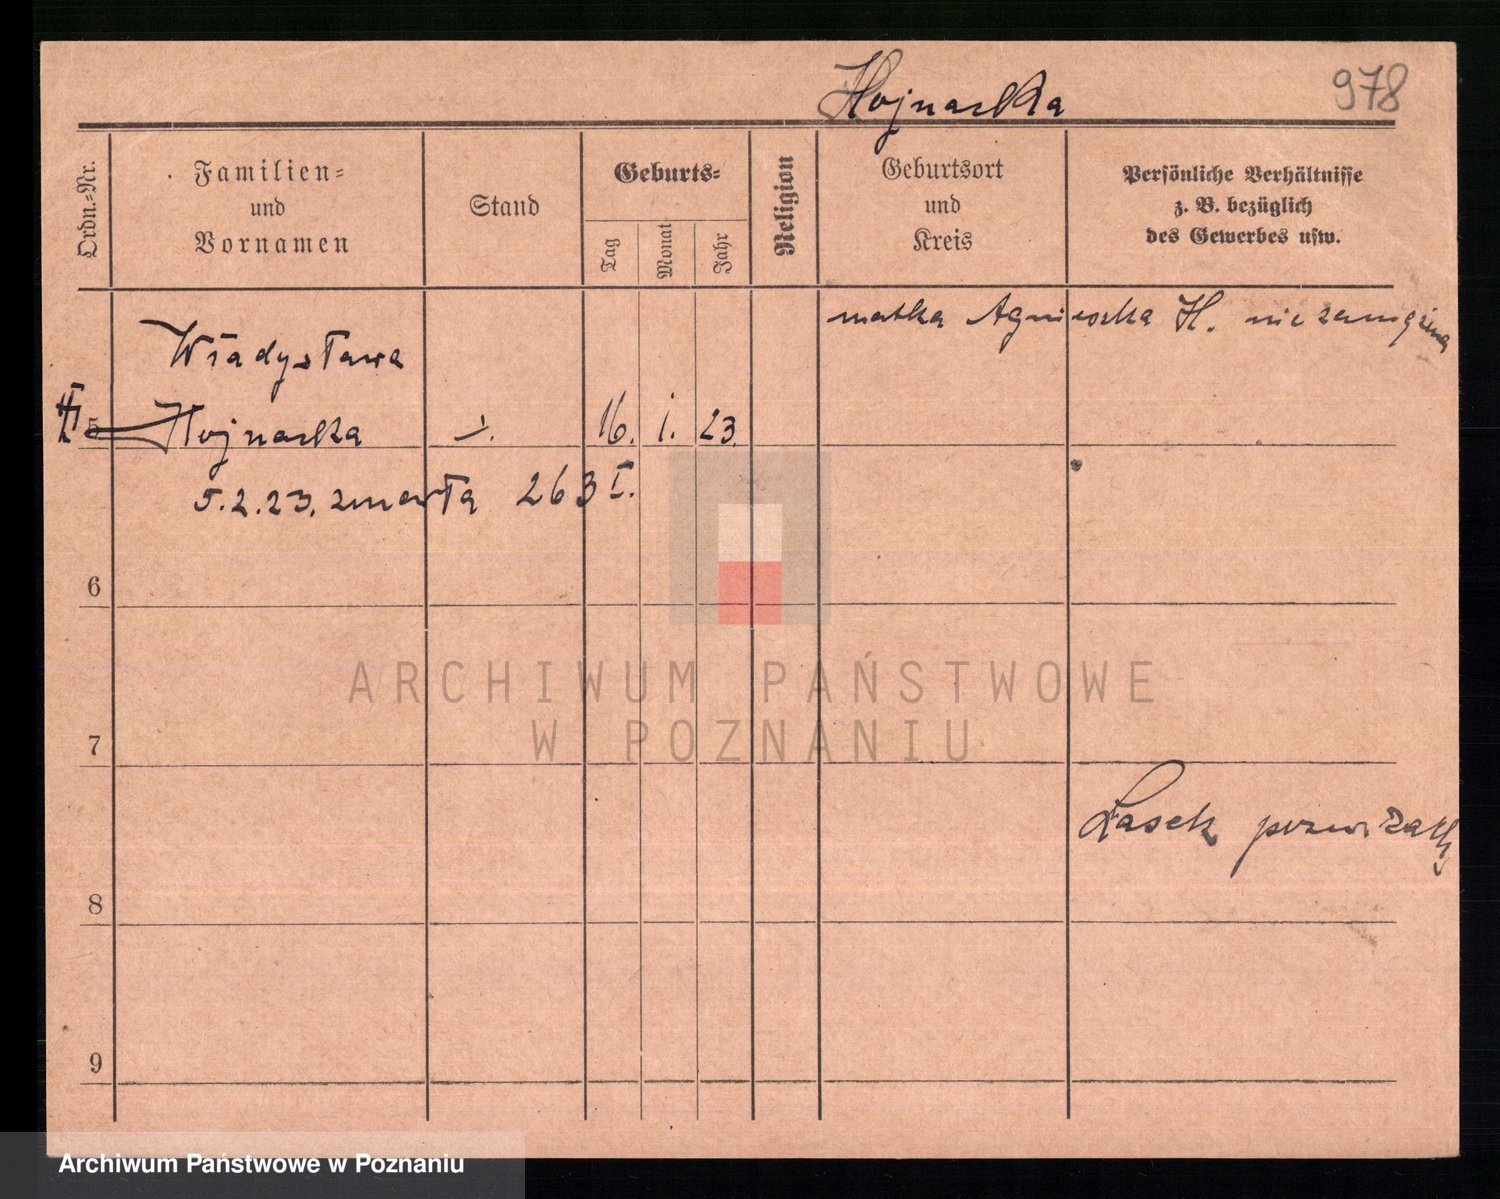 Hojnacka
978
Ordn.-Nr.
Familien-
und
Vornamen
Stand
Geburts-
Tag
Monat
Jahr
Religion
Geburtsort
und
Kreis
Persönliche Verhältnisse
z. B. bezüglich
des Gewerbes usw.
matka Agnieszka H. niezamężna
Władysława
5 Hojnacka 16. 1. 23.
5.2.23. zmarła 263 I.
6
ARCHIWUM PAŃSTWOWE
W POZNANIU
7
Łasek
8
9
Archiwum Państwowe w Poznaniu